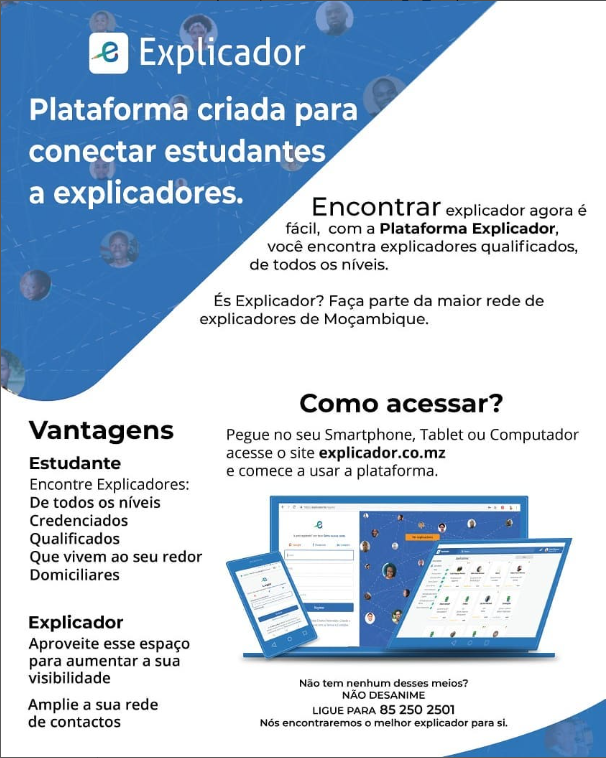 Explicador
Plataforma criada para
conectar estudantes
a explicadores.
Encontrar explicador agora é
fácil, com a Plataforma Explicador,
você encontra explicadores qualificados,
de todos os níveis.
És Explicador? Faça parte da maior rede de
explicadores de Moçambique.
Como acessar?
Pegue no seu Smartphone, Tablet ou Computador
acesse o site explicador.co.mz
e comece a usar a plataforma.
Vantagens
Estudante
Encontre Explicadores:
De todos os níveis
Credenciados
Qualificados
Que vivem ao seu redor
Domiciliares
Explicador
Aproveite esse espaço
para aumentar a sua
visibilidade
Amplie a sua rede
de contactos
Não tem nenhum desses meios?
NÃO DESANIME
LIGUE PARA 85 250 2501
Nós encontraremos o melhor explicador para si.